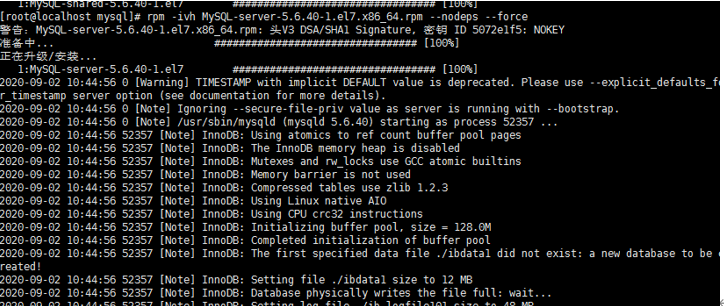 1:MySQL-shared-5.6.40-1.el7 ################################# [100%]
[root@localhost mysql]# rpm -ivh MySQL-server-5.6.40-1.el7.x86_64.rpm --nodeps --force
警告: MySQL-server-5.6.40-1.el7.x86_64.rpm: 头V3 DSA/SHA1 Signature, 密钥 ID 5072e1f5: NOKEY
准备中... ################################# [100%]
正在升级/安装...
1:MySQL-server-5.6.40-1.el7 ################################# [100%]
2020-09-02 10:44:56 0 [Warning] TIMESTAMP with implicit DEFAULT value is deprecated. Please use --explicit_defaults_fo
r_timestamp server option (see documentation for more details).
2020-09-02 10:44:56 0 [Note] Ignoring --secure-file-priv value as server is running with --bootstrap.
2020-09-02 10:44:56 0 [Note] /usr/sbin/mysqld (mysqld 5.6.40) starting as process 52357 ...
2020-09-02 10:44:56 52357 [Note] InnoDB: Using atomics to ref count buffer pool pages
2020-09-02 10:44:56 52357 [Note] InnoDB: The InnoDB memory heap is disabled
2020-09-02 10:44:56 52357 [Note] InnoDB: Mutexes and rw_locks use GCC atomic builtins
2020-09-02 10:44:56 52357 [Note] InnoDB: Memory barrier is not used
2020-09-02 10:44:56 52357 [Note] InnoDB: Compressed tables use zlib 1.2.3
2020-09-02 10:44:56 52357 [Note] InnoDB: Using Linux native AIO
2020-09-02 10:44:56 52357 [Note] InnoDB: Using CPU crc32 instructions
2020-09-02 10:44:56 52357 [Note] InnoDB: Initializing buffer pool, size = 128.0M
2020-09-02 10:44:56 52357 [Note] InnoDB: Completed initialization of buffer pool
2020-09-02 10:44:56 52357 [Note] InnoDB: The first specified data file ./ibdata1 did not exist: a new database to be c
reated!
2020-09-02 10:44:56 52357 [Note] InnoDB: Setting file ./ibdata1 size to 12 MB
2020-09-02 10:44:56 52357 [Note] InnoDB: Database physically writes the file full: wait...
2020-09-02 10:44:56 52357 [Note] InnoDB: Setting log file ./ib_logfile101 size to 48 MB